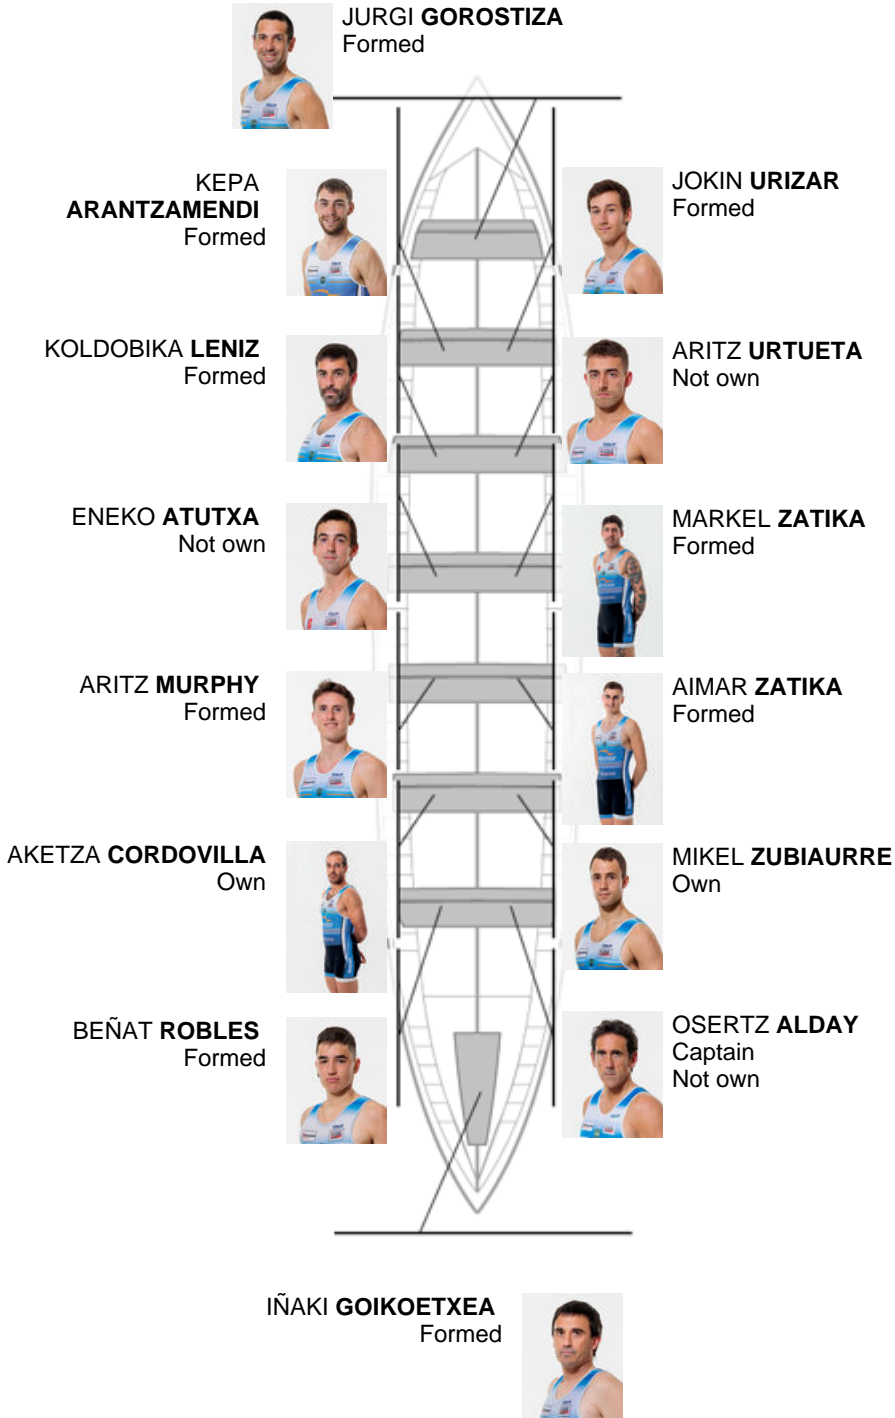 JURGI GOROSTIZA
Formed
KEPA
ARANTZAMENDI
Formed
JOKIN URIZAR
Formed
KOLDOBIKA LENIZ
Formed
ARITZ URTUETA
Not own
ENEKO ATUTXA
Not own
MARKEL ZATIKA
Formed
ARITZ MURPHY
Formed
AIMAR ZATIKA
Formed
AKETZA CORDOVILLA
Own
MIKEL ZUBIAURRE
Own
BEÑAT ROBLES
Formed
OSERTZ ALDAY
Captain
Not own
IÑAKI GOIKOETXEA
Formed